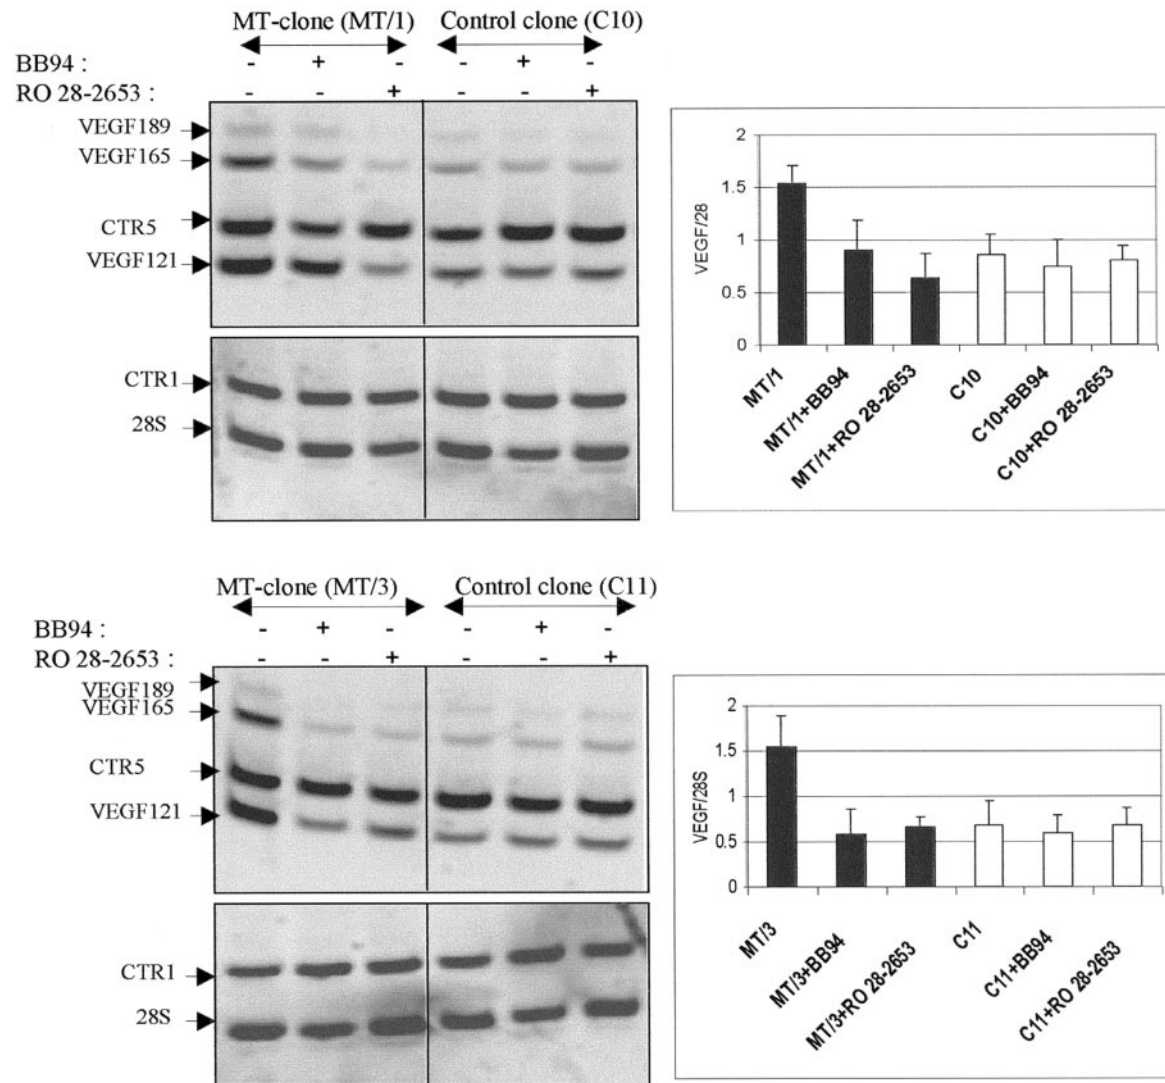 MT-clone (MT/1) Control clone (C10)
BB94 : - + - - + -
RO 28-2653 : - - + - - +
VEGF189
VEGF165
CTR5
VEGF121
CTR1
28S
2
1.5
1
0.5
0
VEGF/28
MT/1
MT/1+BB94
MT/1+RO 28-2653
C10
C10+BB94
C10+RO 28-2653
MT-clone (MT/3) Control clone (C11)
BB94 : - + - - + -
RO 28-2653 : - - + - - +
VEGF189
VEGF165
CTR5
VEGF121
CTR1
28S
2
1.5
1
0.5
0
VEGF/28S
MT/3
MT/3+BB94
MT/3+RO 28-2653
C11
C11+BB94
C11+RO 28-2653